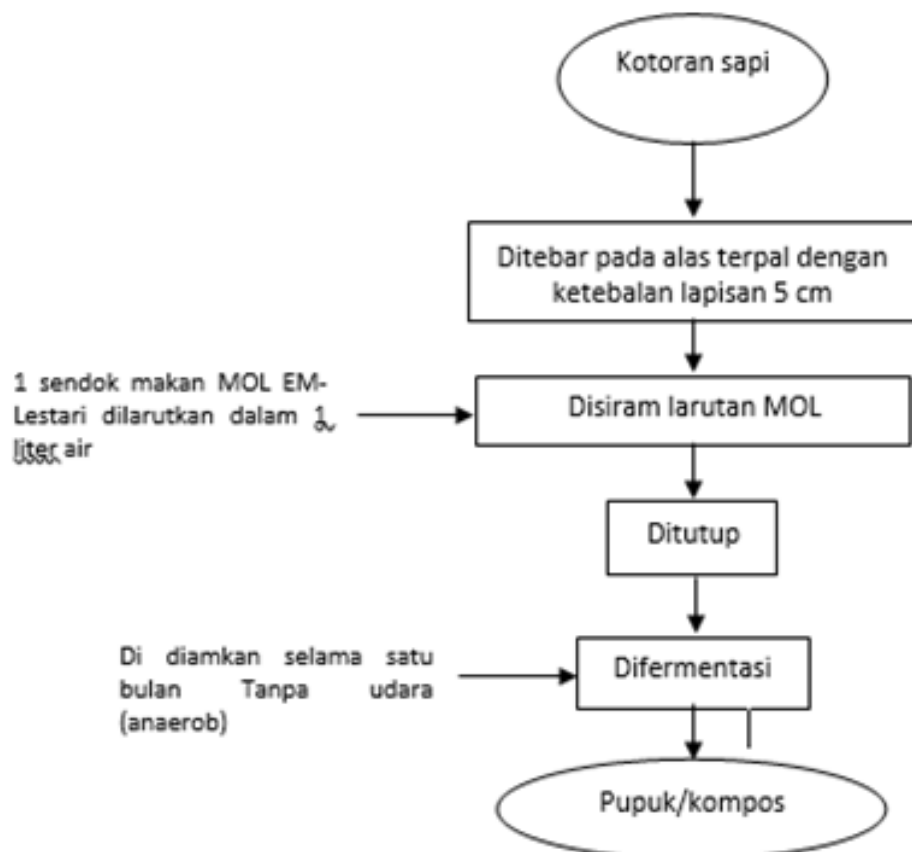 Kotoran sapi
Ditebar pada alas terpal dengan
ketebalan lapisan 5 cm
1 sendok makan MOL EM-
Lestari dilarutkan dalam 1
liter air
Disiram larutan MOL
Ditutup
Di diamkan selama satu
bulan Tanpa udara
(anaerob)
Difermentasi
Pupuk/kompos